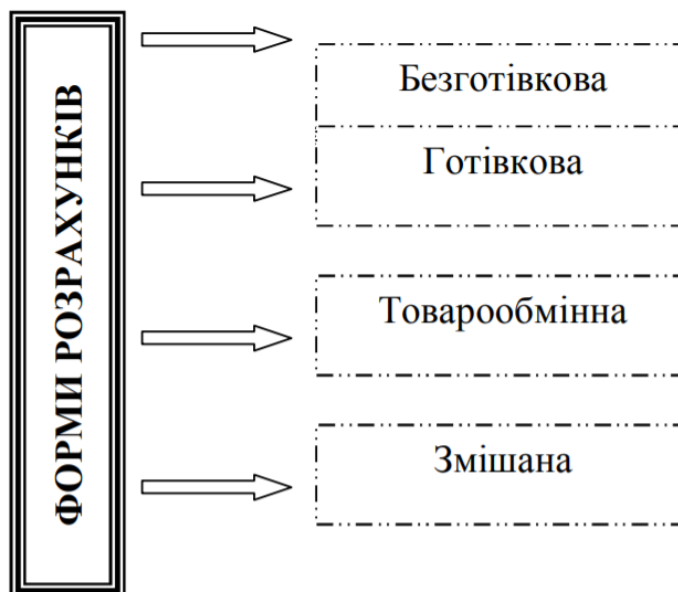 ФОРМИ РОЗРАХУНКІВ
Безготівкова
Готівкова
Товарообмінна
Змішана